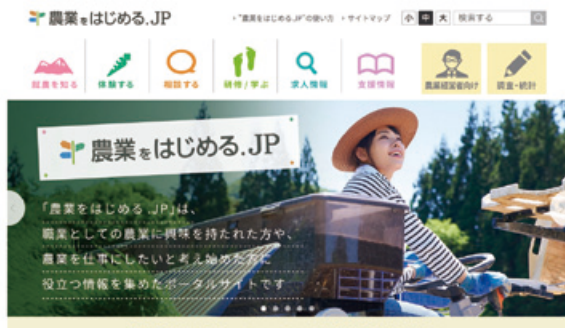 農業をはじめる.JP
"農業をはじめる.JP"の使い方
サイトマップ
小 中 大
検索する
就農を知る
体験する
相談する
研修/学ぶ
求人情報
支援情報
農業経営者向け
調査・統計
農業をはじめる.JP
「農業をはじめる.JP」は、
職業としての農業に興味を持たれた方や、
農業を仕事にしたいと考え始めた方に
役立つ情報を集めたポータルサイトです